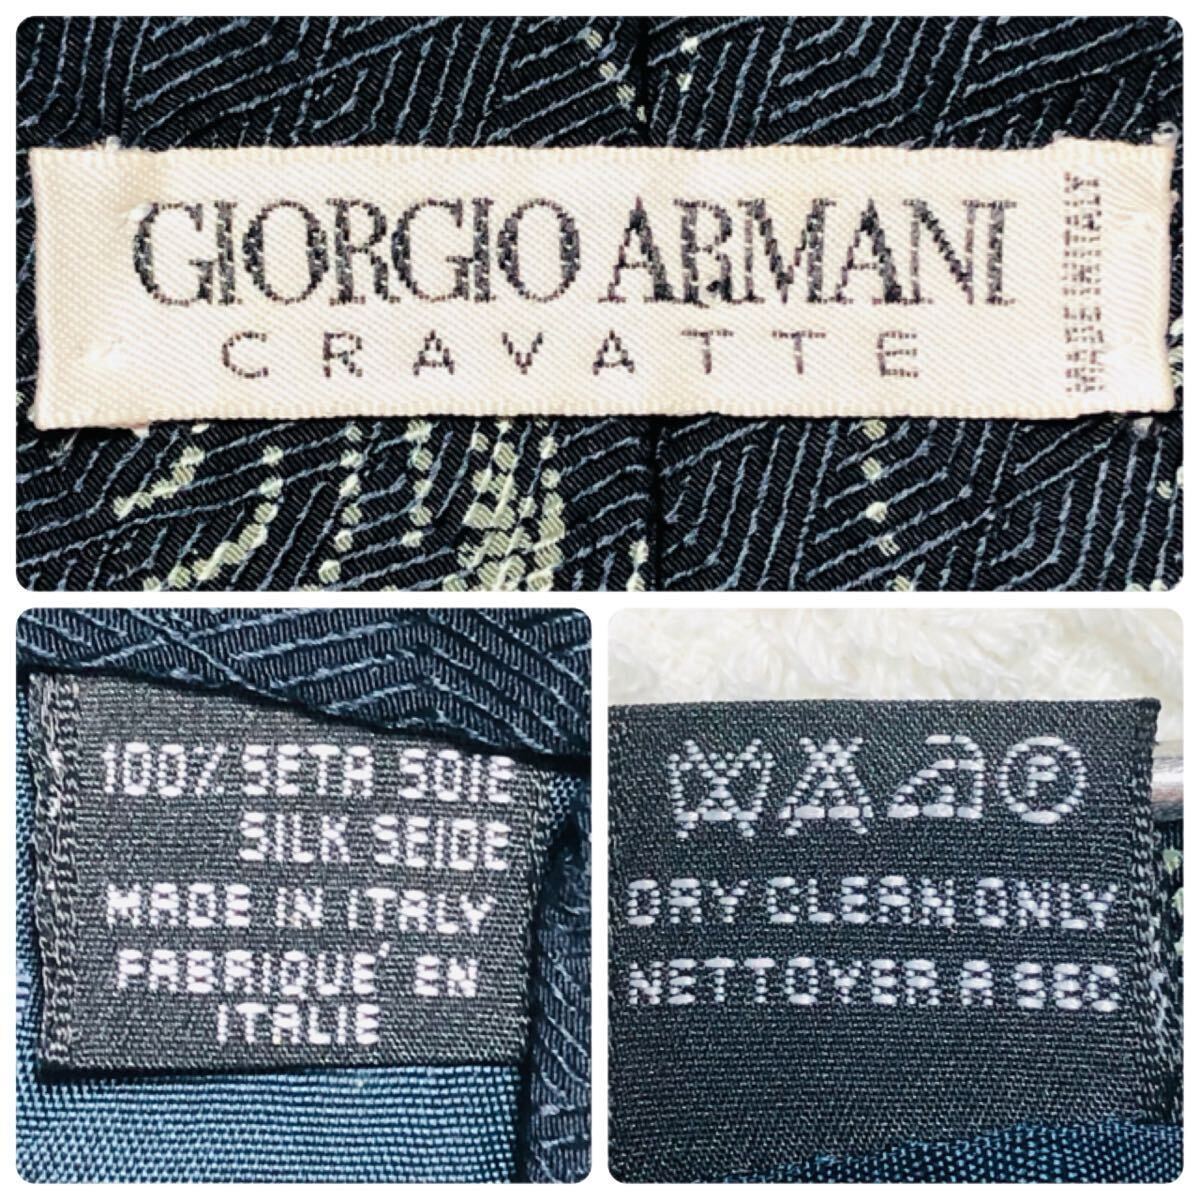 GIORGIO ARMANI
CRAVATTE
MADE IN ITALY
100% SETA SOIE
SILK SEIDE
MADE IN ITALY
FABRIQUÉ EN
ITALIE
P
DRY CLEAN ONLY
NETTOYER A SEC